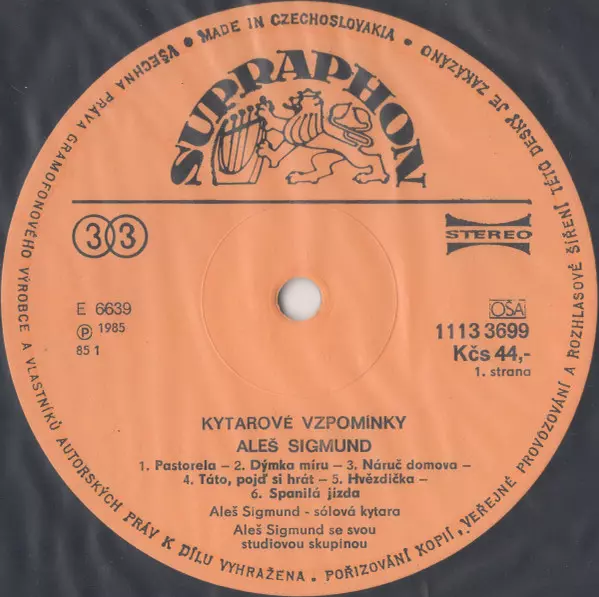 MADE IN CZECHOSLOVAKIA • VŠECHNA PRÁVA GRAMOFONOVÉHO VÝROBCE A VLASTNÍKŮ AUTORSKÝCH PRÁV K DÍLU VYHRAŽENA. POŘIZOVÁNÍ KOPIÍ, VEŘEJNÉ PROVOZOVÁNÍ A ROZHLASOVÉ ŠÍŘENÍ TÉTO DESKY JE ZAKÁZÁNO •
SUPRAPHON
33
STEREO
E 6639
℗ 1985
85 1
OSA
1113 3699
Kčs 44,-
1. strana
KYTAROVÉ VZPOMÍNKY
ALEŠ SIGMUND
1. Pastorela – 2. Dýmka míru – 3. Náruč domova –
4. Táto, pojď si hrát – 5. Hvězdička –
6. Spanilá jízda
Aleš Sigmund - sólová kytara
Aleš Sigmund se svou
studiovou skupinou